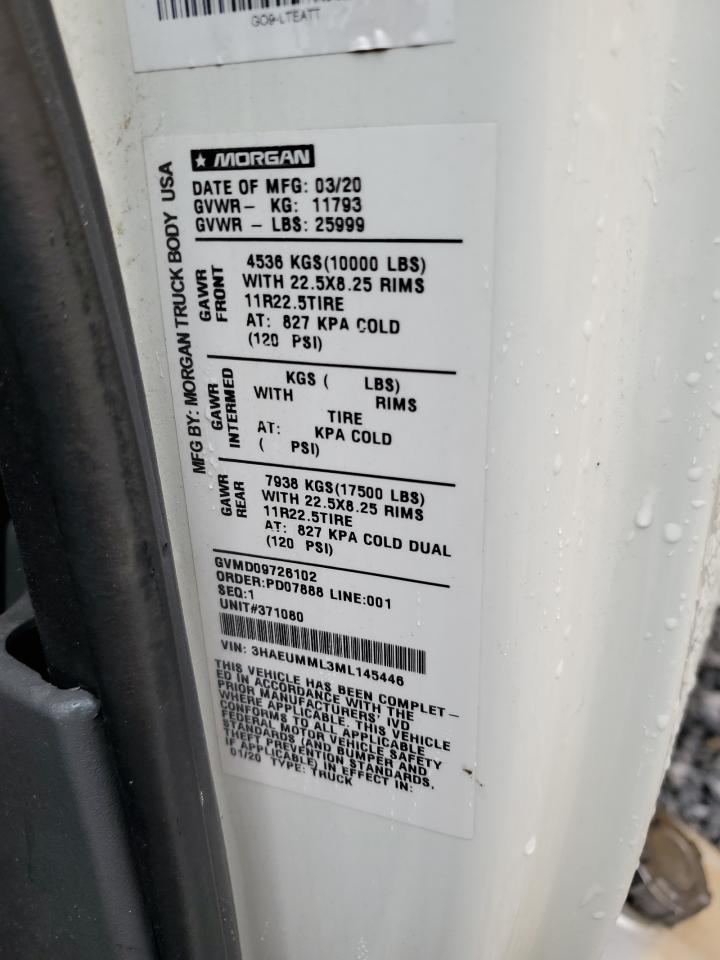 GO9-LTEATT
★ MORGAN
DATE OF MFG: 03/20
GVWR- KG: 11793
GVWR - LBS: 25999
MFG BY: MORGAN TRUCK BODY USA
GAWR FRONT
4536 KGS(10000 LBS)
WITH 22.5X8.25 RIMS
11R22.5TIRE
AT: 827 KPA COLD
(120 PSI)
GAWR INTERMED
KGS ( LBS)
WITH RIMS
TIRE
AT: KPA COLD
( PSI)
GAWR REAR
7938 KGS(17500 LBS)
WITH 22.5X8.25 RIMS
11R22.5TIRE
AT: 827 KPA COLD DUAL
(120 PSI)
GVMD09726102
ORDER:PD07888 LINE:001
SEQ:1
UNIT#371080
VIN: 3HAEUMML3ML145446
THIS VEHICLE HAS BEEN COMPLET-
ED IN ACCORDANCE WITH THE
PRIOR MANUFACTURERS' IVD
WHERE APPLICABLE. THIS VEHICLE
CONFORMS TO ALL APPLICABLE
FEDERAL MOTOR VEHICLE SAFETY
STANDARDS (AND BUMPER AND
THEFT PREVENTION STANDARDS,
IF APPLICABLE) IN EFFECT IN:
01/20 TYPE: TRUCK